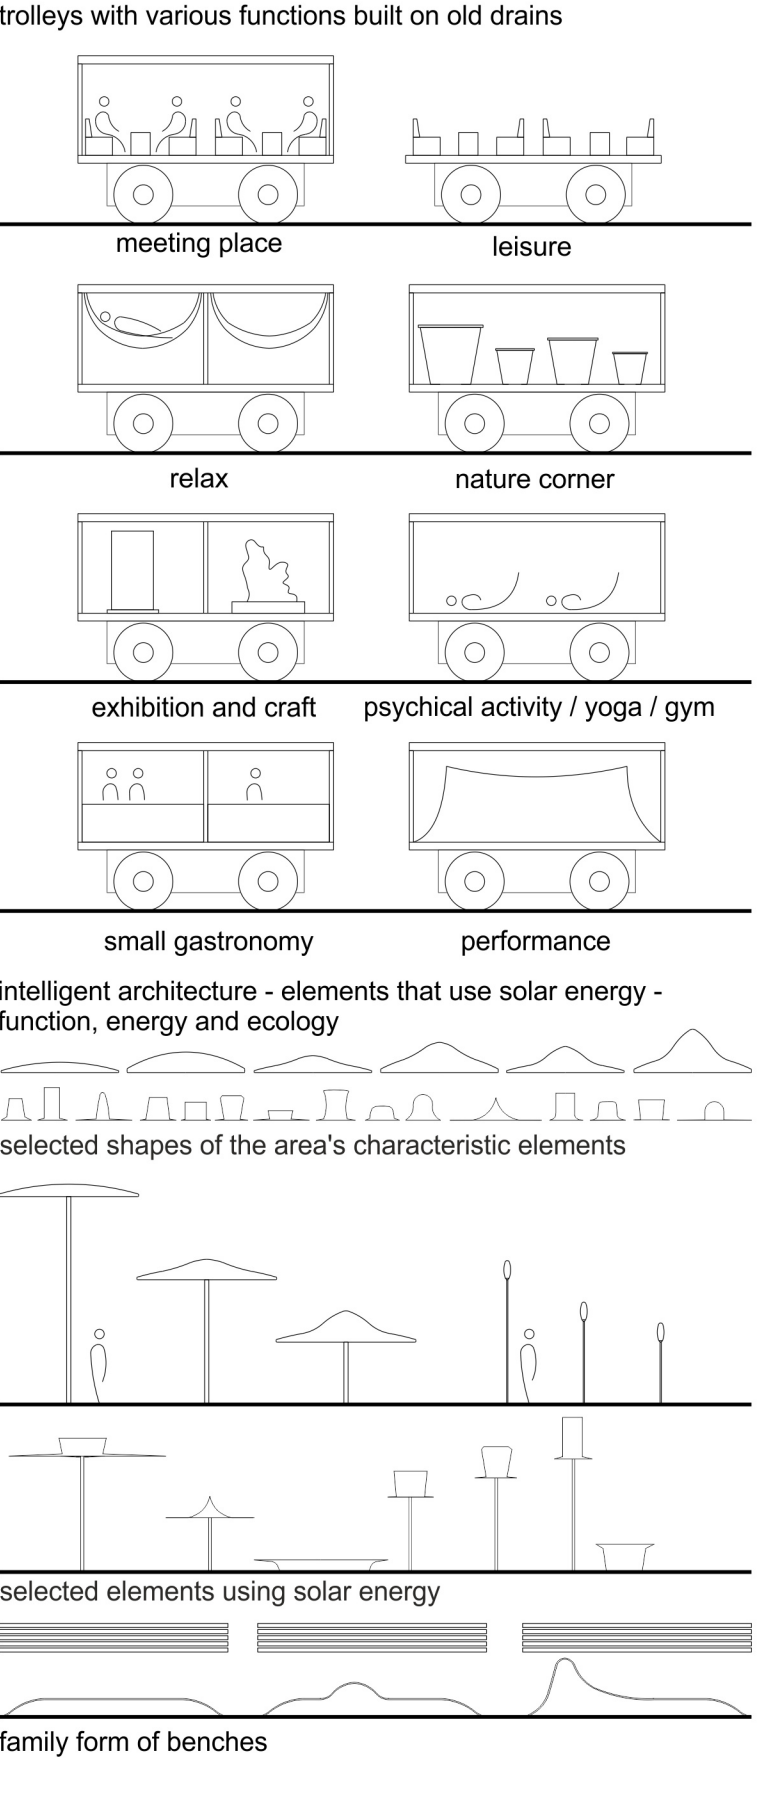 trolleys with various functions built on old drains
meeting place
leisure
relax
nature corner
exhibition and craft
psychical activity / yoga / gym
small gastronomy
performance
intelligent architecture - elements that use solar energy -
function, energy and ecology
selected shapes of the area's characteristic elements
selected elements using solar energy
family form of benches